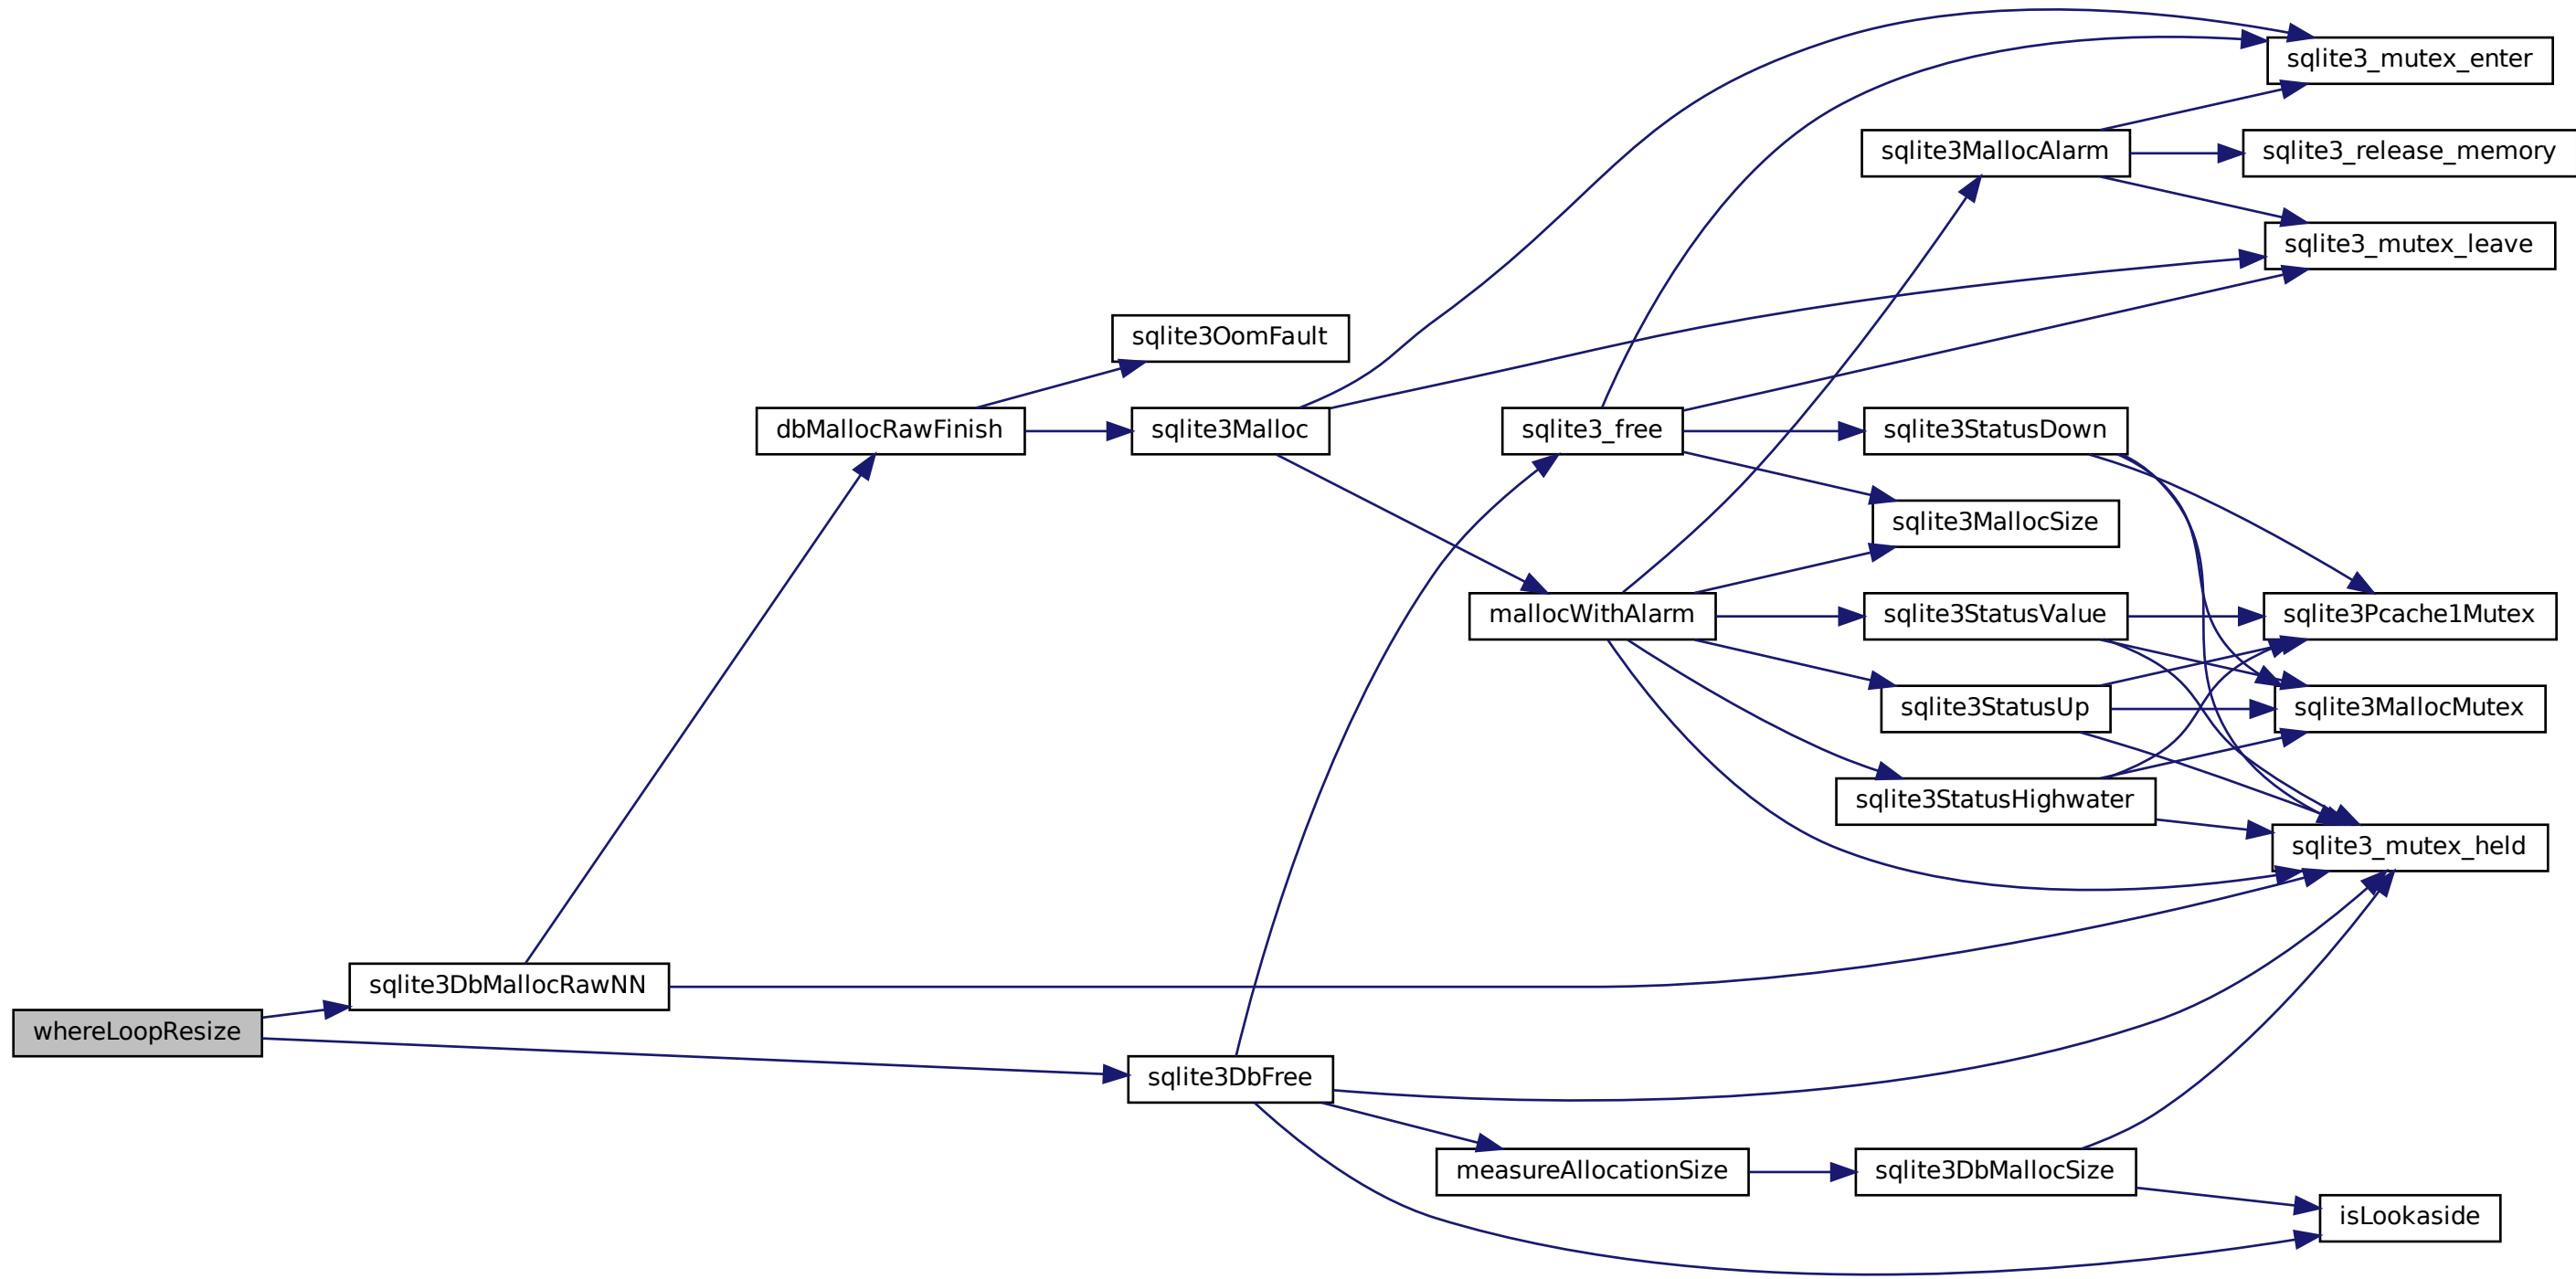 sqlite3_mutex_enter
sqlite3MallocAlarm
sqlite3_release_memory
sqlite3_mutex_leave
sqlite3OomFault
dbMallocRawFinish
sqlite3Malloc
sqlite3_free
sqlite3StatusDown
sqlite3MallocSize
mallocWithAlarm
sqlite3StatusValue
sqlite3Pcache1Mutex
sqlite3StatusUp
sqlite3MallocMutex
sqlite3StatusHighwater
sqlite3_mutex_held
sqlite3DbMallocRawNN
whereLoopResize
sqlite3DbFree
measureAllocationSize
sqlite3DbMallocSize
isLookaside